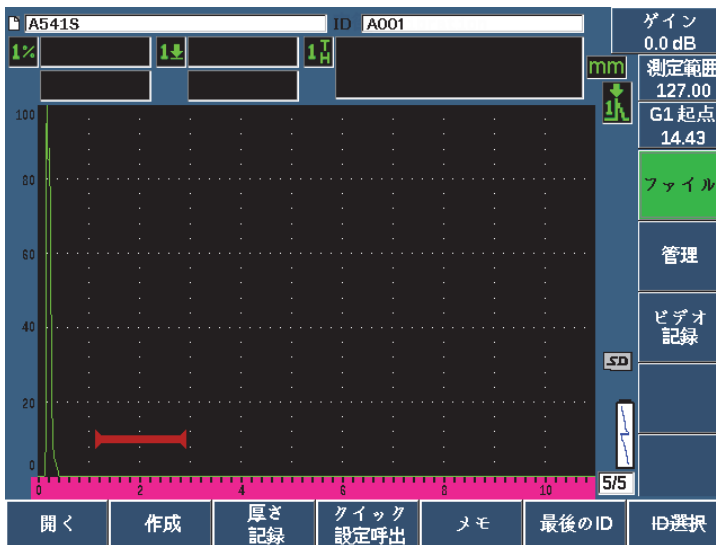 A541S ID A001
ゲイン
0.0 dB
1%
1
1 T H
mm
測定範囲
127.00
1
G1 起点
14.43
100
80
60
40
20
0
ファイル
管理
ビデオ
記録
SD
0 2 4 6 8 10
5/5
開く
作成
厚さ
記録
クイック
設定呼出
メモ
最後のID
ID選択